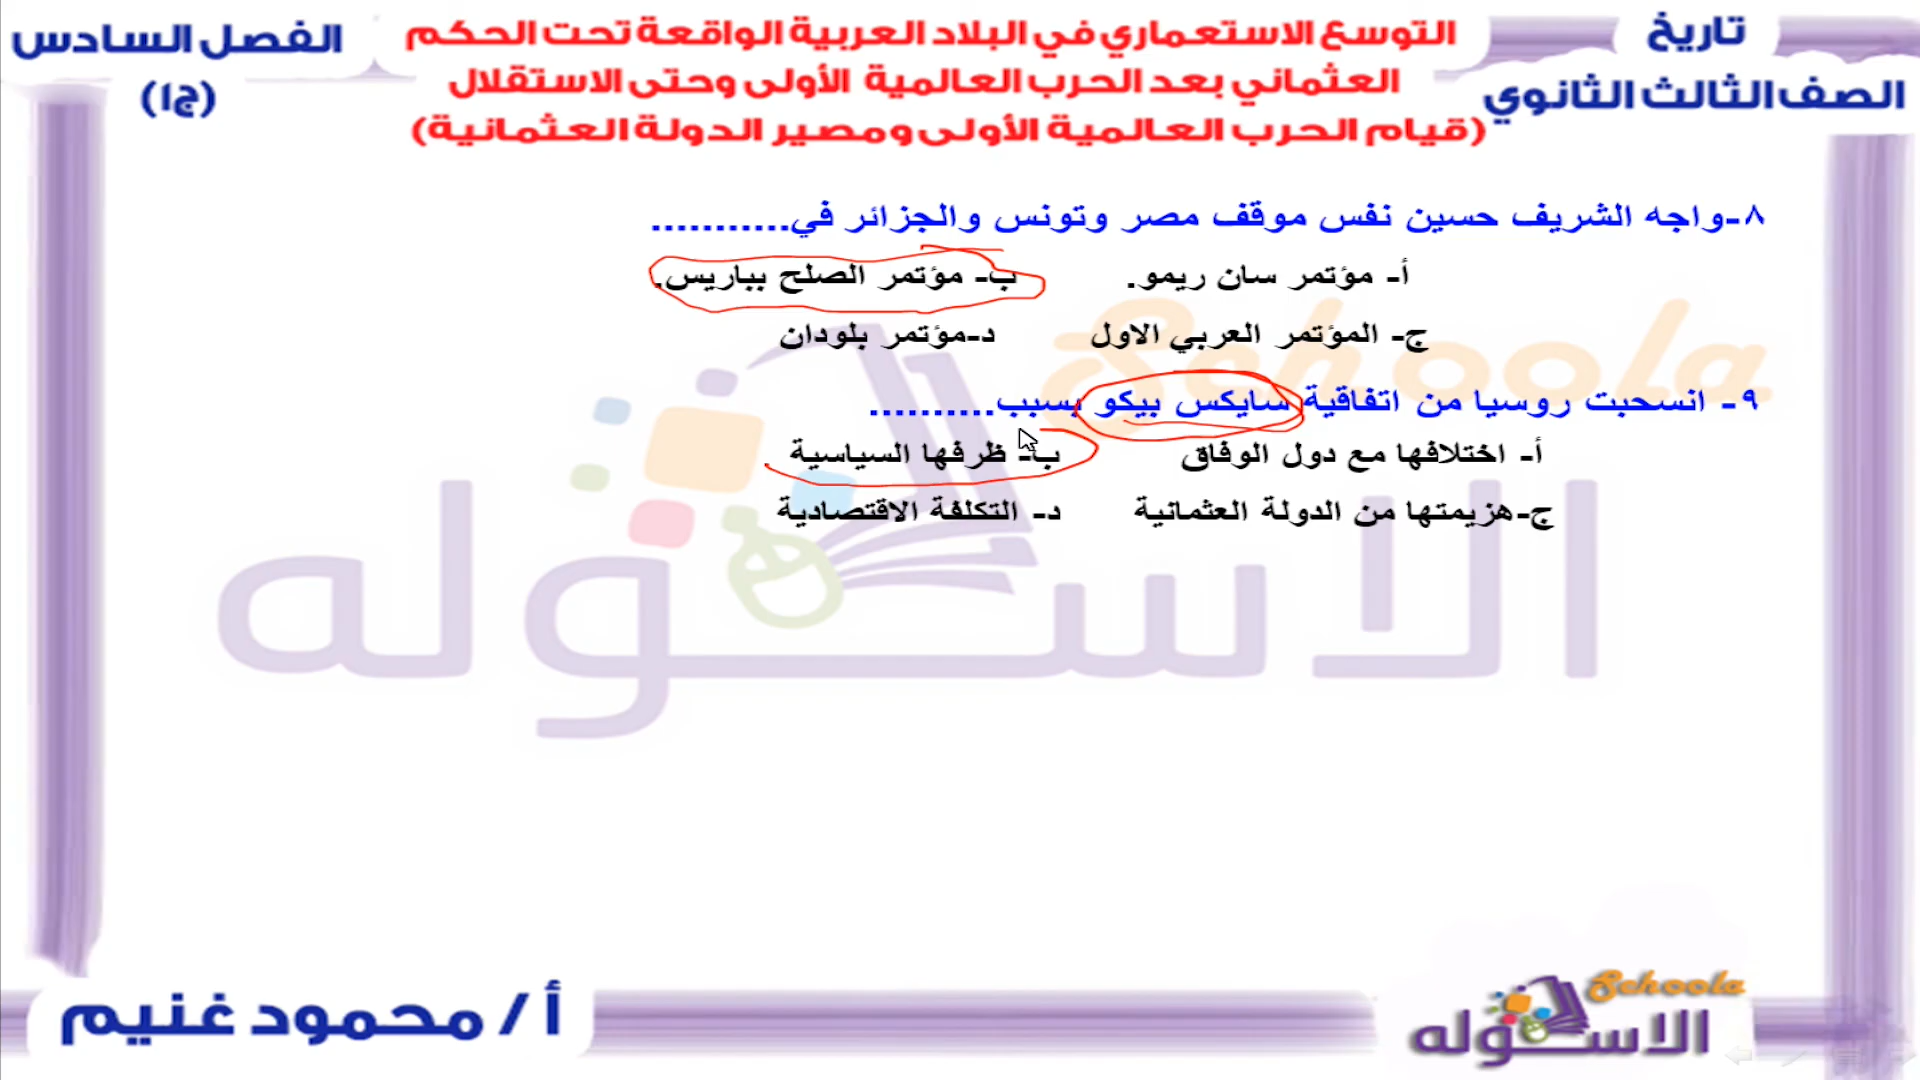 تاريخ
الصف الثالث الثانوي
التوسع الاستعماري في البلاد العربية الواقعة تحت الحكم
العثماني بعد الحرب العالمية الأولى وحتى الاستقلال
(قيام الحرب العالمية الأولى ومصير الدولة العثمانية)
الفصل السادس
(ج١)
٨-واجه الشريف حسين نفس موقف مصر وتونس والجزائر في...........
أ- مؤتمر سان ريمو. ب- مؤتمر الصلح بباريس.
ج- المؤتمر العربي الاول د-مؤتمر بلودان
٩- انسحبت روسيا من اتفاقية سايكس بيكو بسبب..........
أ- اختلافها مع دول الوفاق ب- ظرفها السياسية .
ج-هزيمتها من الدولة العثمانية د- التكلفة الاقتصادية
Schoola
الاسكوله
أ / محمود غنيم
Schoola
الاسكوله